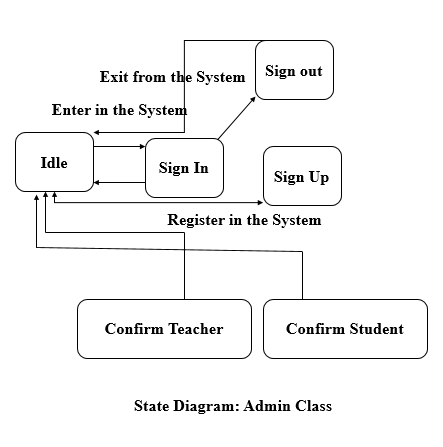 Sign out
Exit from the System
Enter in the System
Idle
Sign In
Sign Up
Register in the System
Confirm Teacher
Confirm Student
State Diagram: Admin Class